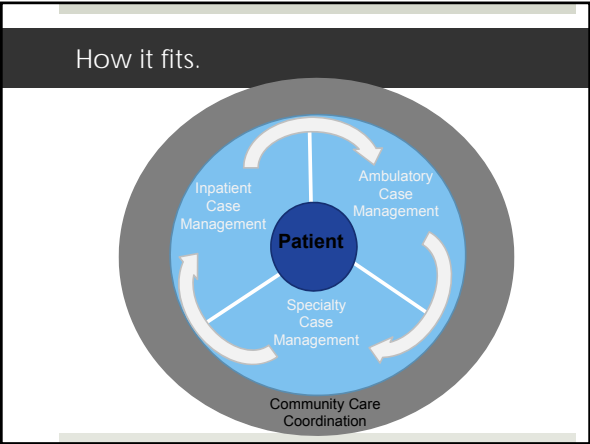 How it fits.
Inpatient
Case
Management
Ambulatory
Case
Management
Patient
Specialty
Case
Management
Community Care
Coordination